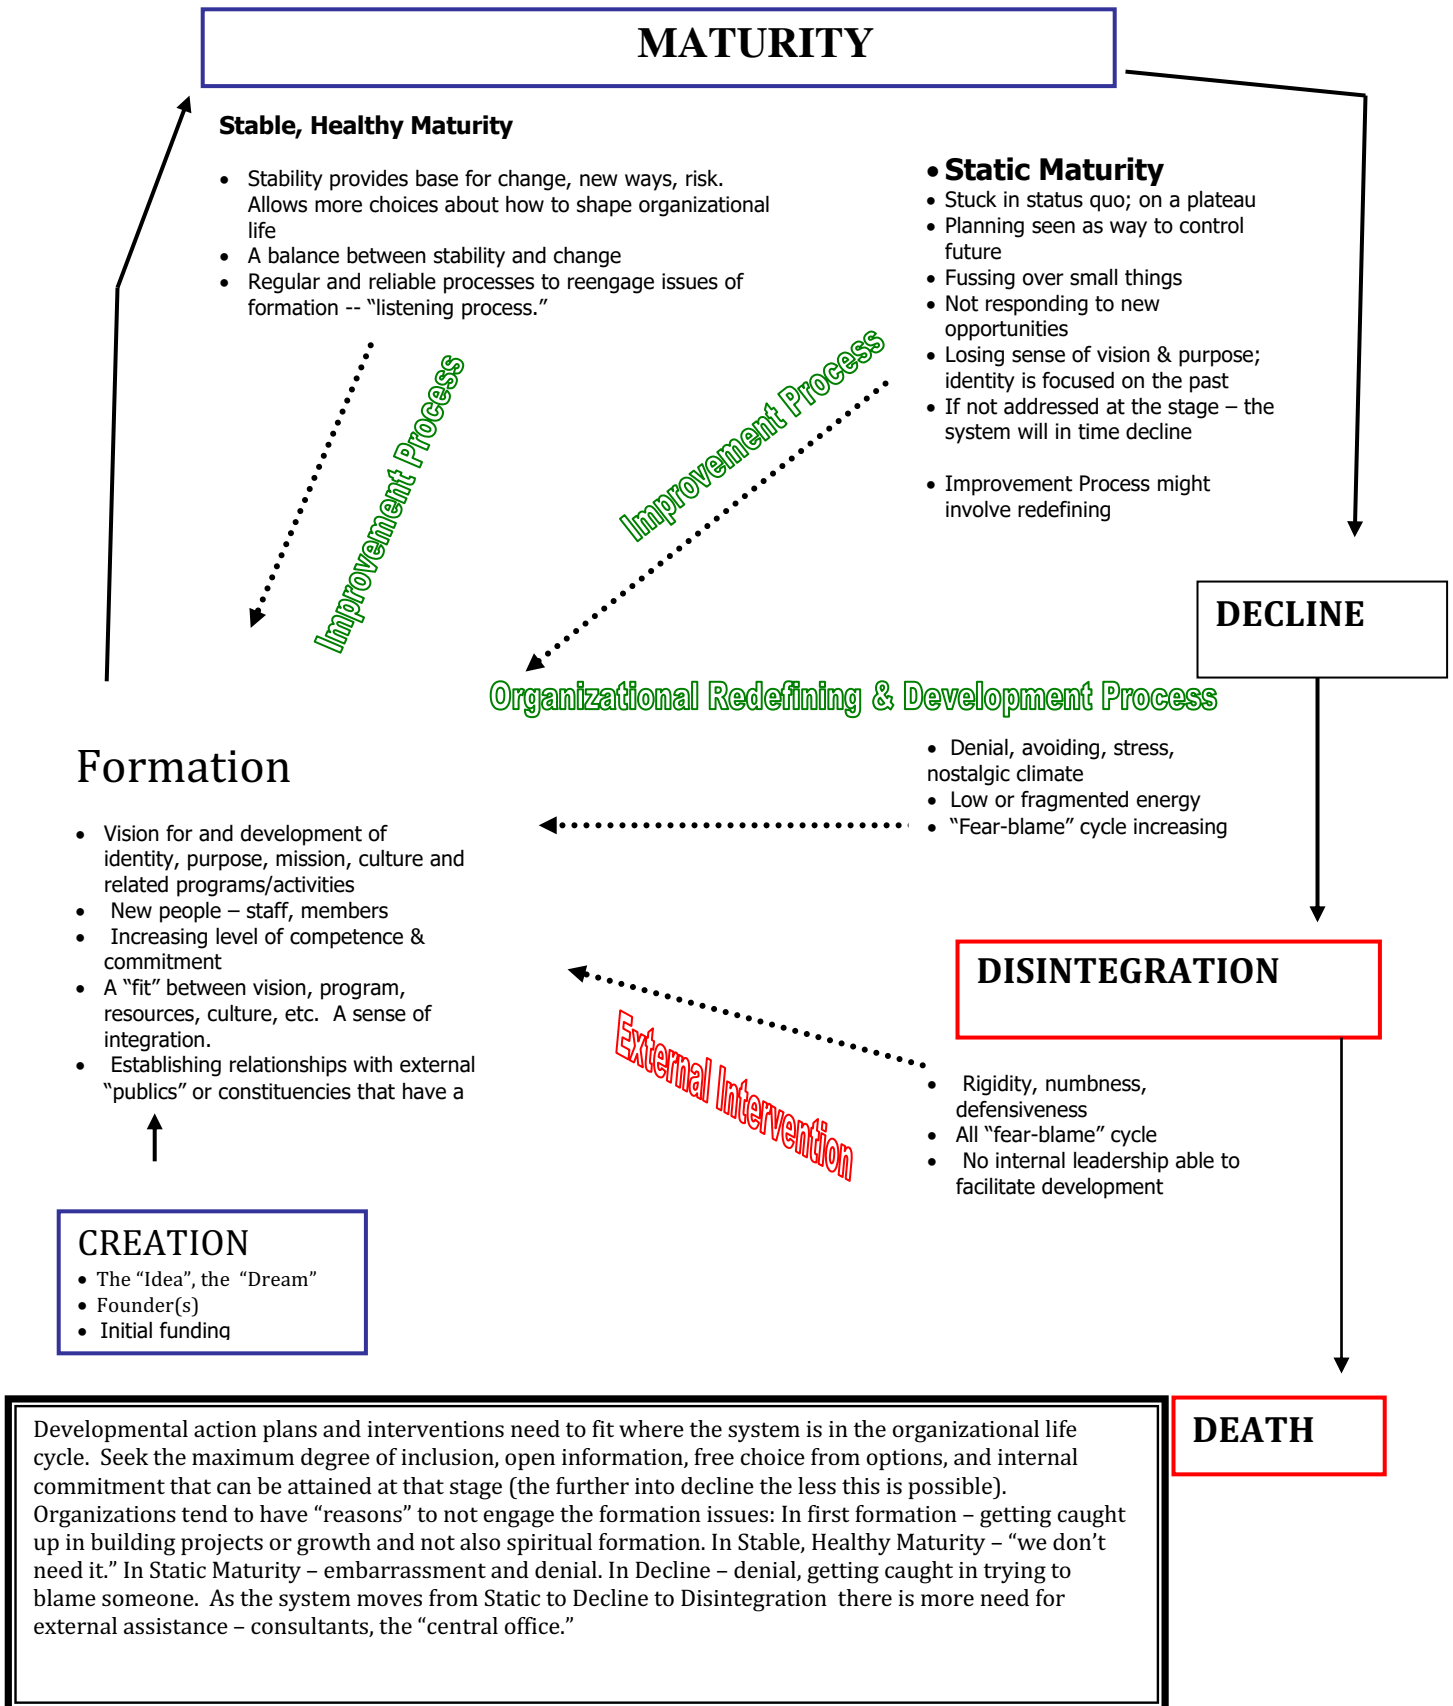 MATURITY
Stable, Healthy Maturity
• Stability provides base for change, new ways, risk.
Allows more choices about how to shape organizational
life
• A balance between stability and change
• Regular and reliable processes to reengage issues of
formation -- “listening process.”
• Static Maturity
• Stuck in status quo; on a plateau
• Planning seen as way to control
future
• Fussing over small things
• Not responding to new
opportunities
• Losing sense of vision & purpose;
identity is focused on the past
• If not addressed at the stage – the
system will in time decline
• Improvement Process might
involve redefining
Improvement Process
Improvement Process
DECLINE
Organizational Redefining & Development Process
• Denial, avoiding, stress,
nostalgic climate
• Low or fragmented energy
• “Fear-blame” cycle increasing
Formation
• Vision for and development of
identity, purpose, mission, culture and
related programs/activities
• New people – staff, members
• Increasing level of competence &
commitment
• A “fit” between vision, program,
resources, culture, etc. A sense of
integration.
• Establishing relationships with external
“publics” or constituencies that have a
DISINTEGRATION
External Intervention
• Rigidity, numbness,
defensiveness
• All “fear-blame” cycle
• No internal leadership able to
facilitate development
CREATION
• The “Idea”, the “Dream”
• Founder(s)
• Initial funding
DEATH
Developmental action plans and interventions need to fit where the system is in the organizational life
cycle. Seek the maximum degree of inclusion, open information, free choice from options, and internal
commitment that can be attained at that stage (the further into decline the less this is possible).
Organizations tend to have “reasons” to not engage the formation issues: In first formation – getting caught
up in building projects or growth and not also spiritual formation. In Stable, Healthy Maturity – “we don’t
need it.” In Static Maturity – embarrassment and denial. In Decline – denial, getting caught in trying to
blame someone. As the system moves from Static to Decline to Disintegration there is more need for
external assistance – consultants, the “central office.”